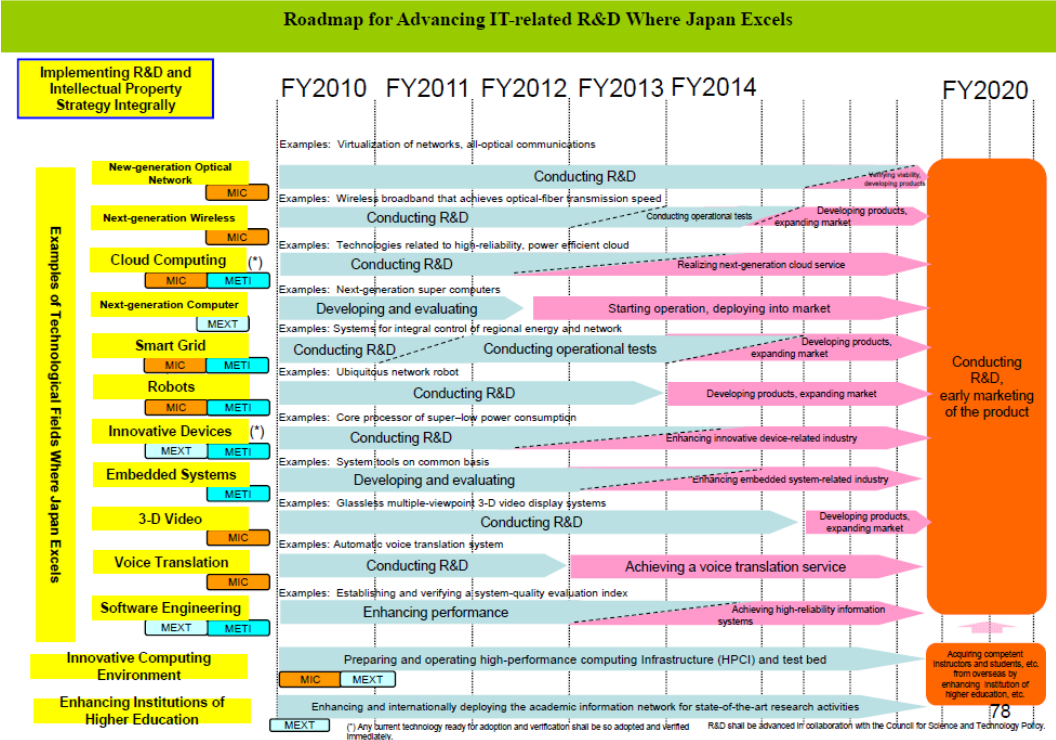 Roadmap for Advancing IT-related R&D Where Japan Excels
Implementing R&D and
Intellectual Property
Strategy Integrally
FY2010 FY2011 FY2012 FY2013 FY2014 FY2020
Examples of Technological Fields Where Japan Excels
Examples: Virtualization of networks, all-optical communications
New-generation Optical
Network
MIC
Conducting R&D
Verifying viability,
developing products
Examples: Wireless broadband that achieves optical-fiber transmission speed
Next-generation Wireless
MIC
Conducting R&D
Conducting operational tests
Developing products,
expanding market
Examples: Technologies related to high-reliability, power efficient cloud
Cloud Computing (*)
MIC METI
Conducting R&D
Realizing next-generation cloud service
Examples: Next-generation super computers
Next-generation Computer
MEXT
Developing and evaluating
Starting operation, deploying into market
Examples: Systems for integral control of regional energy and network
Smart Grid
MIC METI
Conducting R&D
Conducting operational tests
Developing products,
expanding market
Examples: Ubiquitous network robot
Robots
MIC METI
Conducting R&D
Developing products, expanding market
Examples: Core processor of super–low power consumption
Innovative Devices (*)
MEXT METI
Conducting R&D
Enhancing innovative device-related industry
Examples: System tools on common basis
Embedded Systems
METI
Developing and evaluating
Enhancing embedded system-related industry
Examples: Glassless multiple-viewpoint 3-D video display systems
3-D Video
MIC
Conducting R&D
Developing products,
expanding market
Examples: Automatic voice translation system
Voice Translation
MIC
Conducting R&D
Achieving a voice translation service
Examples: Establishing and verifying a system-quality evaluation index
Software Engineering
MEXT METI
Enhancing performance
Achieving high-reliability information
systems
Conducting
R&D,
early marketing
of the product
Innovative Computing
Environment
Preparing and operating high-performance computing Infrastructure (HPCI) and test bed
MIC MEXT
Acquiring competent
instructors and students, etc.
from overseas by
enhancing institution of
higher education, etc.
Enhancing Institutions of
Higher Education
Enhancing and internationally deploying the academic information network for state-of-the-art research activities
MEXT
78
(*) Any current technology ready for adoption and verification shall be so adopted and verified
immediately.
R&D shall be advanced in collaboration with the Council for Science and Technology Policy.